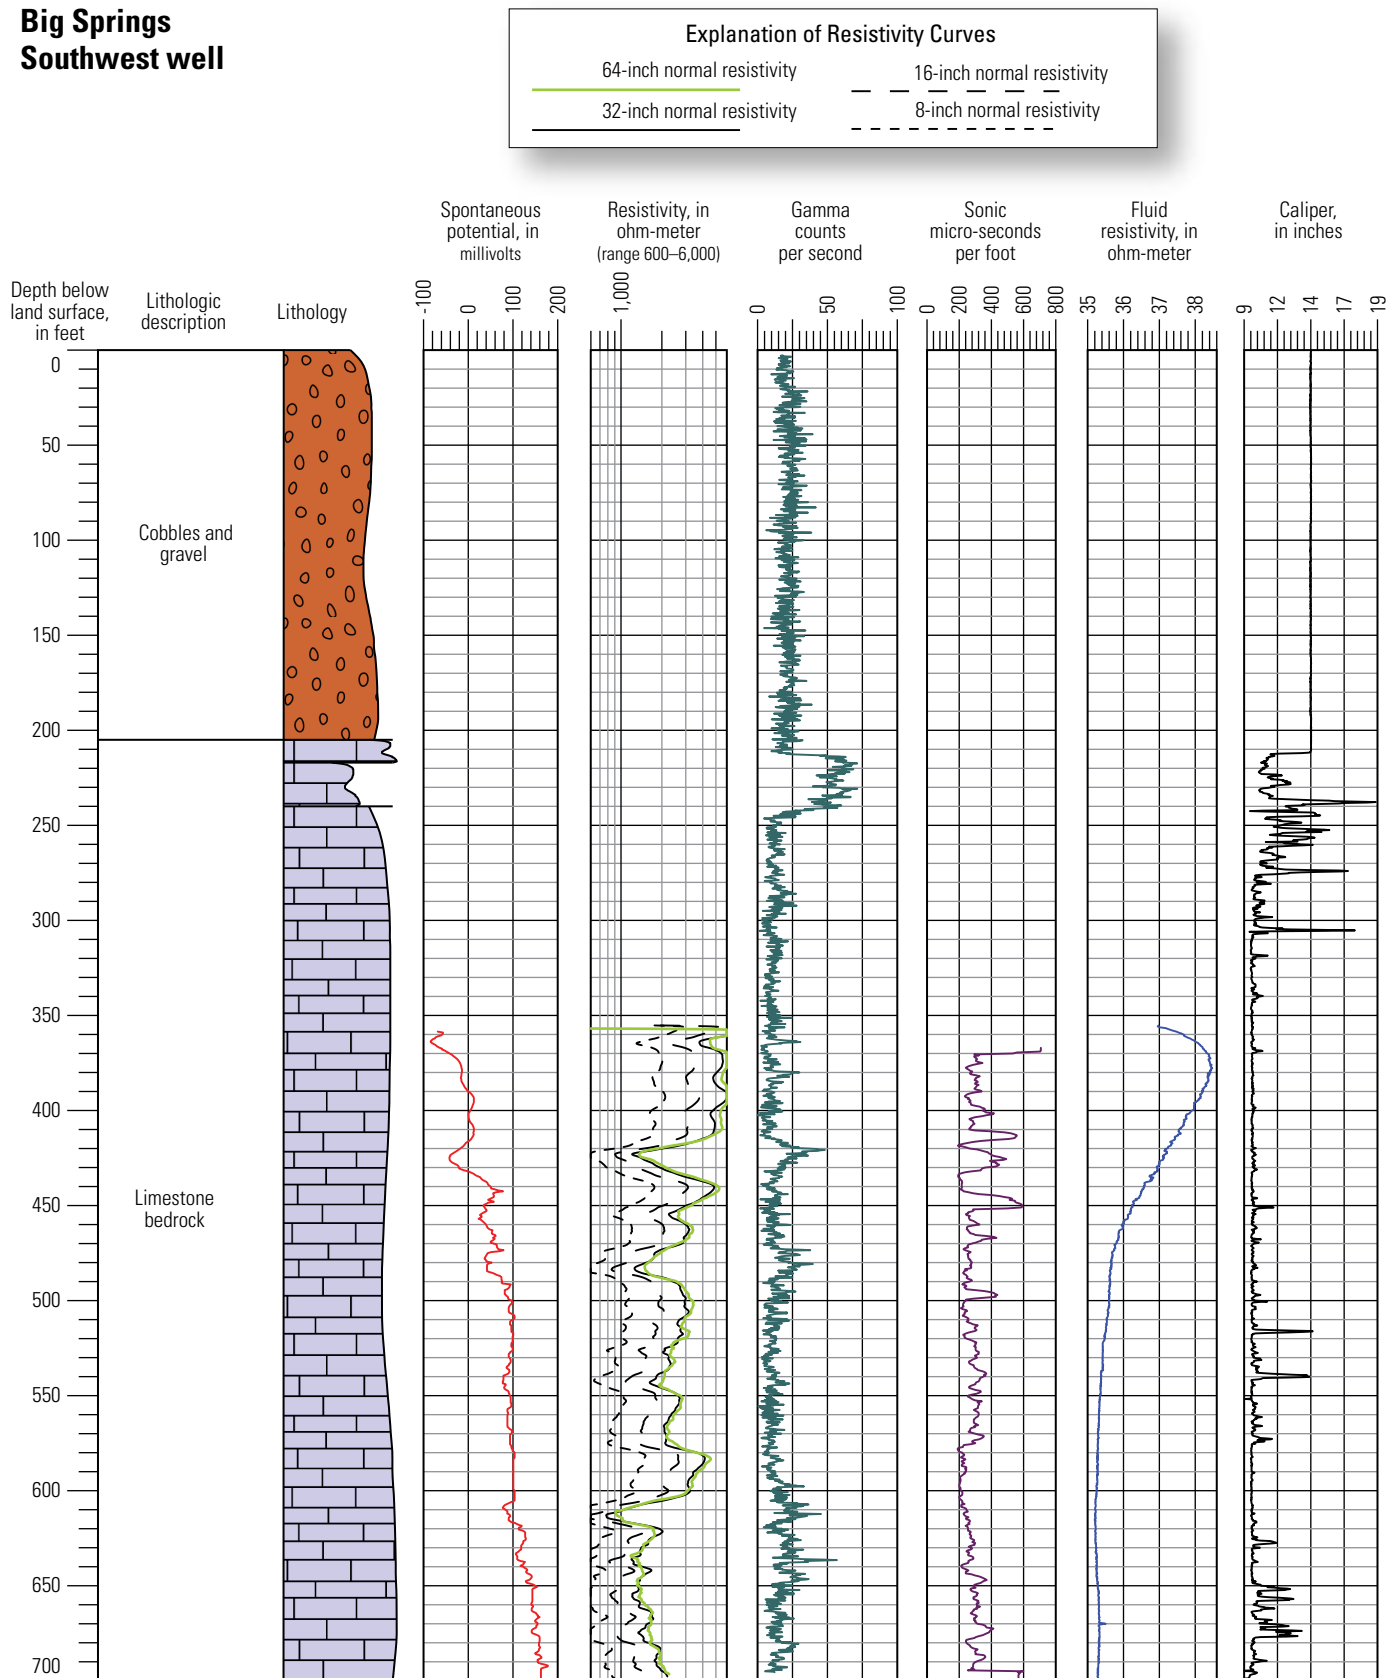 Big Springs
Southwest well
Explanation of Resistivity Curves
64-inch normal resistivity
16-inch normal resistivity
32-inch normal resistivity
8-inch normal resistivity
Depth below
land surface,
in feet
Lithologic
description
Lithology
Spontaneous
potential, in
millivolts
-100 0 100 200
Resistivity, in
ohm-meter
(range 600–6,000)
1,000
Gamma
counts
per second
0 50 100
Sonic
micro-seconds
per foot
0 200 400 600 800
Fluid
resistivity, in
ohm-meter
35 36 37 38
Caliper,
in inches
9 12 14 17 19
0
50
100
150
200
250
300
350
400
450
500
550
600
650
700
Cobbles and
gravel
Limestone
bedrock